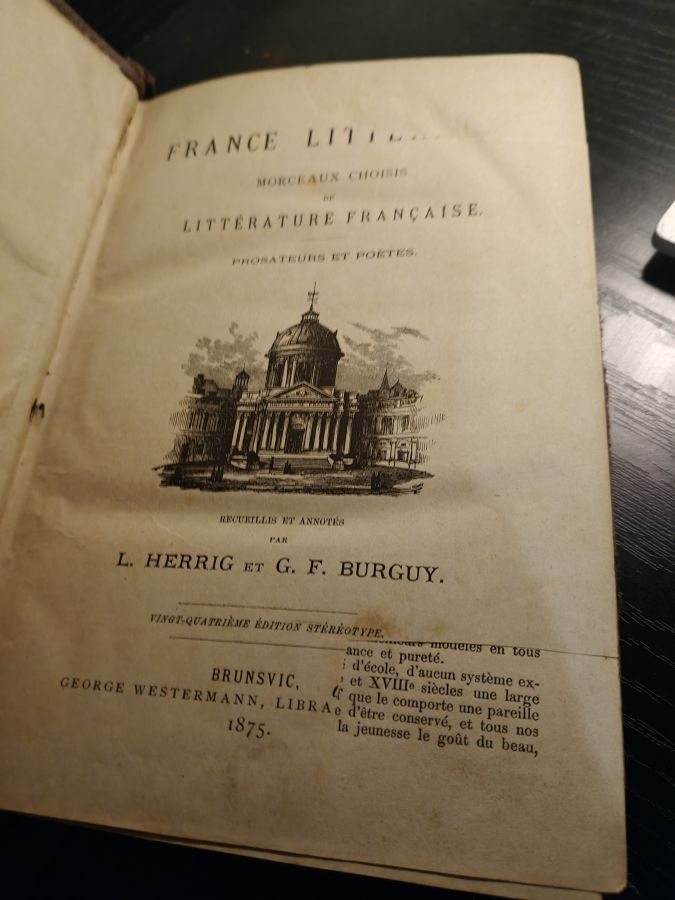 FRANCE
MORCEAUX CHOISIS
DE
LITTÉRATURE FRANÇAISE.
PROSATEURS ET POÈTES.
RECUEILLIS ET ANNOTÉS
PAR
L. HERRIG ET G. F. BURGUY.
VINGT-QUATRIÈME ÉDITION STÉRÉOTYPE.
BRUNSVIC,
GEORGE WESTERMANN, LIBRA
1875.
modèles en tous
ance et pureté.
d'école, d'aucun système ex-
et XVIIIe siècles une large
que le comporte une pareille
e d'être conservé, et tous nos
la jeunesse le goût du beau,